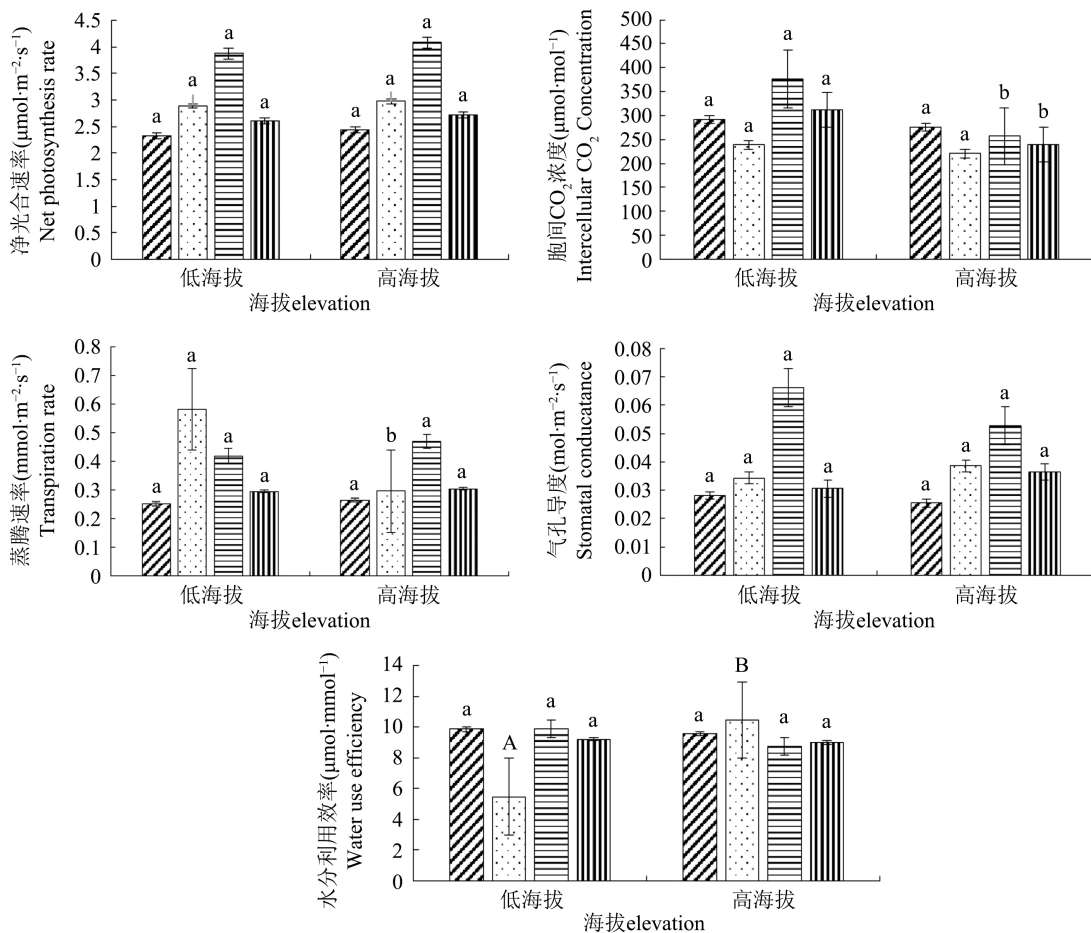 净光合速率(μmol·m⁻²·s⁻¹)
Net photosynthesis rate
4.5
4
3.5
3
2.5
2
1.5
1
0.5
0
a
a
a
a
a
a
a
a
低海拔
高海拔
海拔elevation
胞间CO₂浓度(μmol·mol⁻¹)
Intercellular CO₂ Concentration
500
450
400
350
300
250
200
150
100
50
0
a
a
a
a
a
a
b
b
低海拔
高海拔
海拔elevation
蒸腾速率(mmol·m⁻²·s⁻¹)
Transpiration rate
0.8
0.7
0.6
0.5
0.4
0.3
0.2
0.1
0
a
a
a
a
a
b
a
a
低海拔
高海拔
海拔elevation
气孔导度(mol·m⁻²·s⁻¹)
Stomatal conducatance
0.08
0.07
0.06
0.05
0.04
0.03
0.02
0.01
0
a
a
a
a
a
a
a
a
低海拔
高海拔
海拔elevation
水分利用效率(μmol·mmol⁻¹)
Water use efficiency
14
12
10
8
6
4
2
0
a
A
a
a
a
B
a
a
低海拔
高海拔
海拔elevation